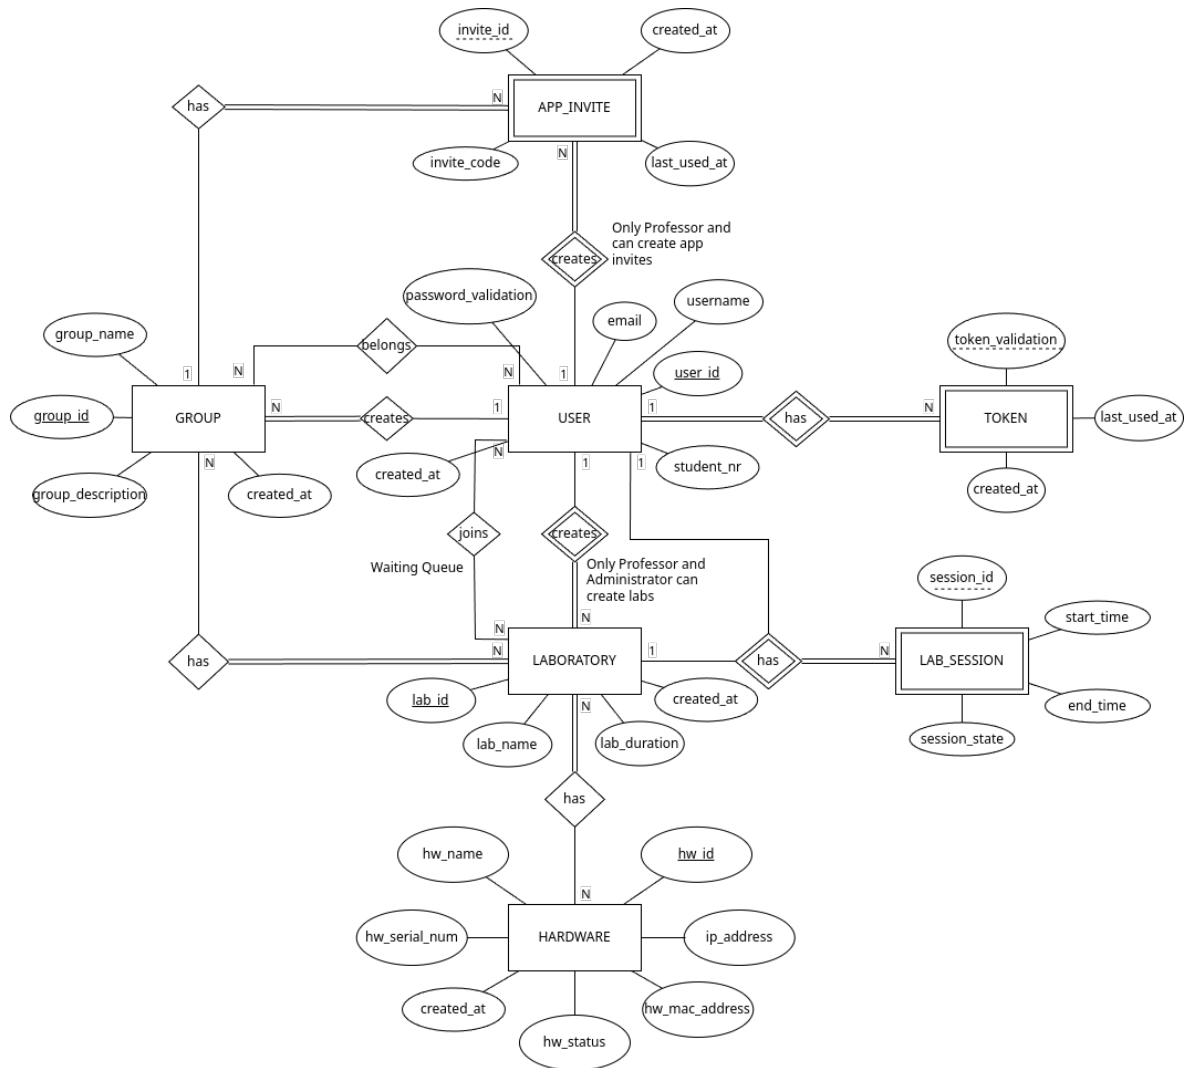 invite_id
created_at
has
N
APP_INVITE
invite_code
N
last_used_at
Only Professor and
can create app
invites
creates
password_validation
username
email
group_name
belongs
token_validation
1
N
N
1
user_id
group_id
GROUP
N
creates
1
USER
1
has
N
TOKEN
last_used_at
group_description
created_at
N
created_at
N
1
1
student_nr
created_at
joins
creates
Waiting Queue
Only Professor and
Administrator can
create labs
session_id
start_time
N
N
has
N
LABORATORY
1
has
N
LAB_SESSION
lab_id
created_at
end_time
lab_name
N
lab_duration
session_state
has
hw_name
hw_id
N
hw_serial_num
HARDWARE
ip_address
created_at
hw_mac_address
hw_status